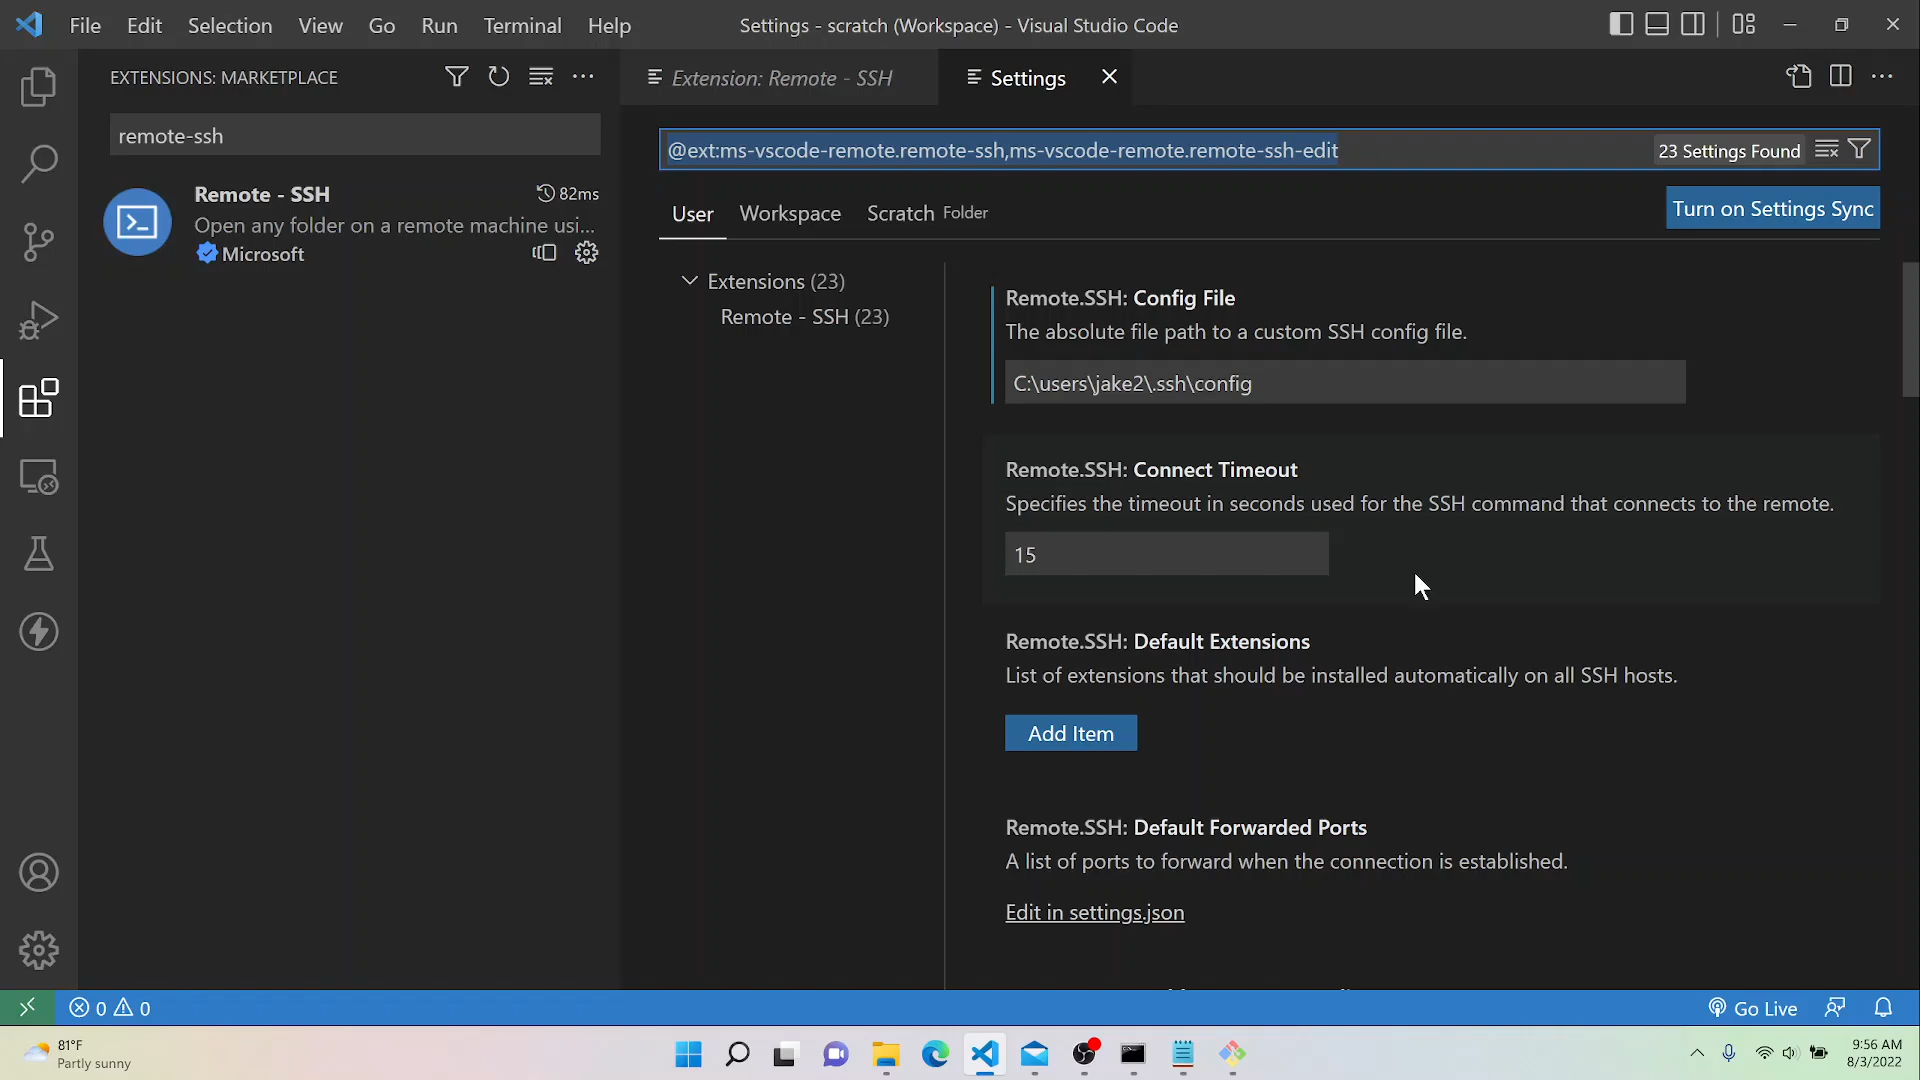 File Edit Selection View Go Run Terminal Help
Settings - scratch (Workspace) - Visual Studio Code
EXTENSIONS: MARKETPLACE
remote-ssh
Remote - SSH 82ms
Open any folder on a remote machine usi...
Microsoft
Extension: Remote - SSH Settings
@ext:ms-vscode-remote.remote-ssh,ms-vscode-remote.remote-ssh-edit
23 Settings Found
User Workspace Scratch Folder
Turn on Settings Sync
Extensions (23)
Remote - SSH (23)
Remote.SSH: Config File
The absolute file path to a custom SSH config file.
C:\users\jake2\.ssh\config
Remote.SSH: Connect Timeout
Specifies the timeout in seconds used for the SSH command that connects to the remote.
15
Remote.SSH: Default Extensions
List of extensions that should be installed automatically on all SSH hosts.
Add Item
Remote.SSH: Default Forwarded Ports
A list of ports to forward when the connection is established.
Edit in settings.json
0 0
Go Live
81°F
Partly sunny
9:56 AM
8/3/2022